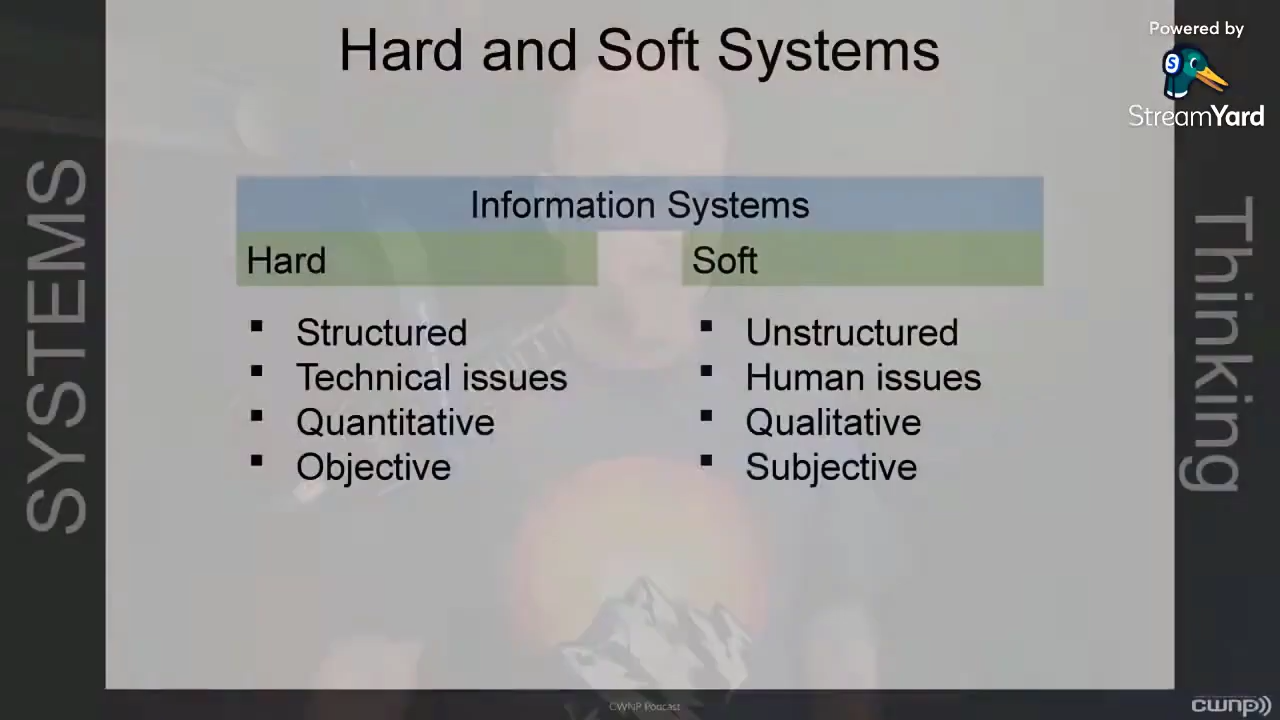 Hard and Soft Systems
Powered by
StreamYard
SYSTEMS
Thinking
Information Systems
Hard
Soft
▪ Structured
▪ Technical issues
▪ Quantitative
▪ Objective
▪ Unstructured
▪ Human issues
▪ Qualitative
▪ Subjective
CWNP Podcast
cwnp